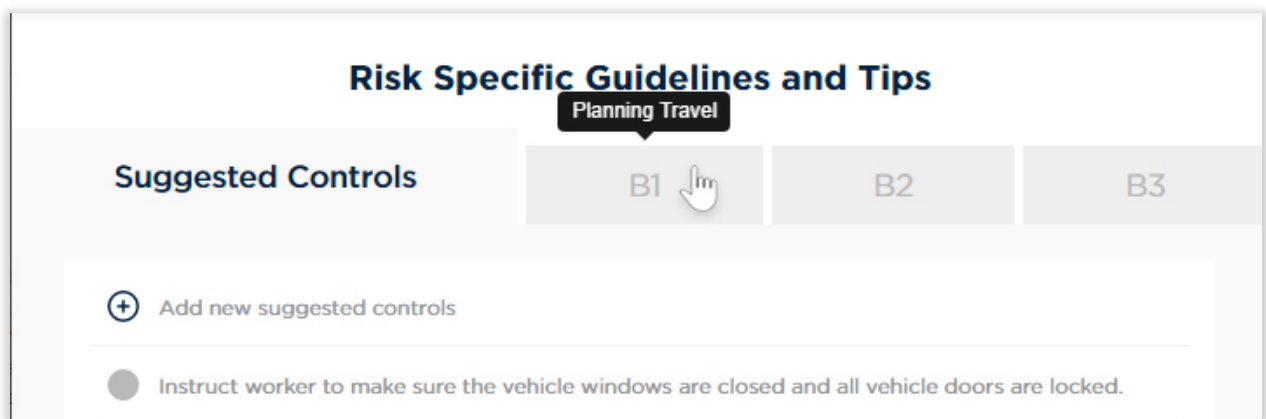 Risk Specific Guidelines and Tips
Planning Travel
Suggested Controls
B1
B2
B3
Add new suggested controls
Instruct worker to make sure the vehicle windows are closed and all vehicle doors are locked.